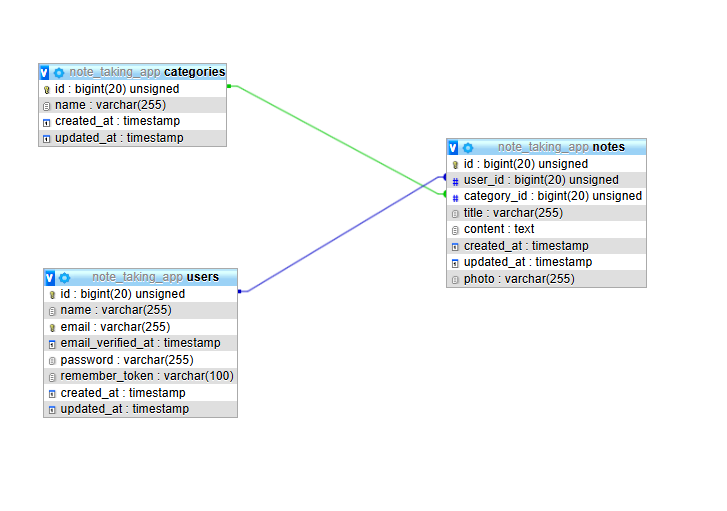 note_taking_app categories
id : bigint(20) unsigned
name : varchar(255)
created_at : timestamp
updated_at : timestamp
note_taking_app notes
id : bigint(20) unsigned
user_id : bigint(20) unsigned
category_id : bigint(20) unsigned
title : varchar(255)
content : text
created_at : timestamp
updated_at : timestamp
photo : varchar(255)
note_taking_app users
id : bigint(20) unsigned
name : varchar(255)
email : varchar(255)
email_verified_at : timestamp
password : varchar(255)
remember_token : varchar(100)
created_at : timestamp
updated_at : timestamp